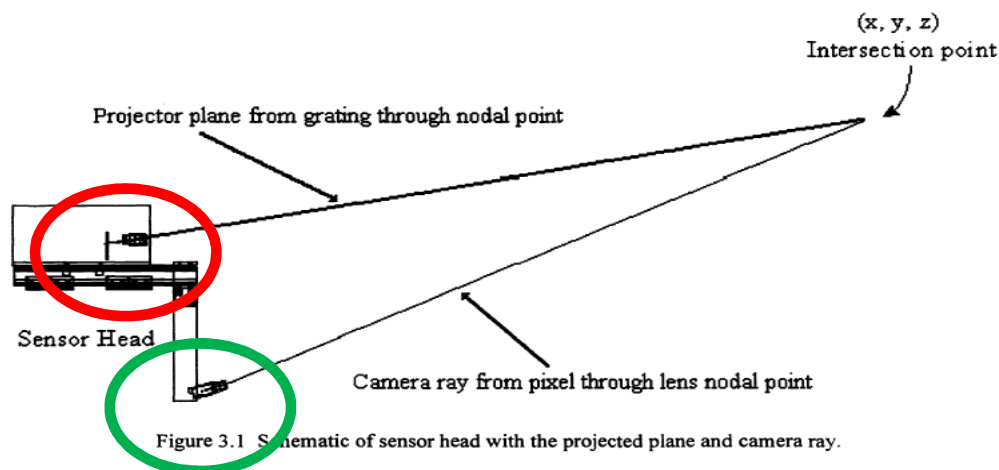 (x, y, z)
Intersection point
Projector plane from grating through nodal point
Sensor Head
Camera ray from pixel through lens nodal point
Figure 3.1 S hematic of sensor head with the projected plane and camera ray.